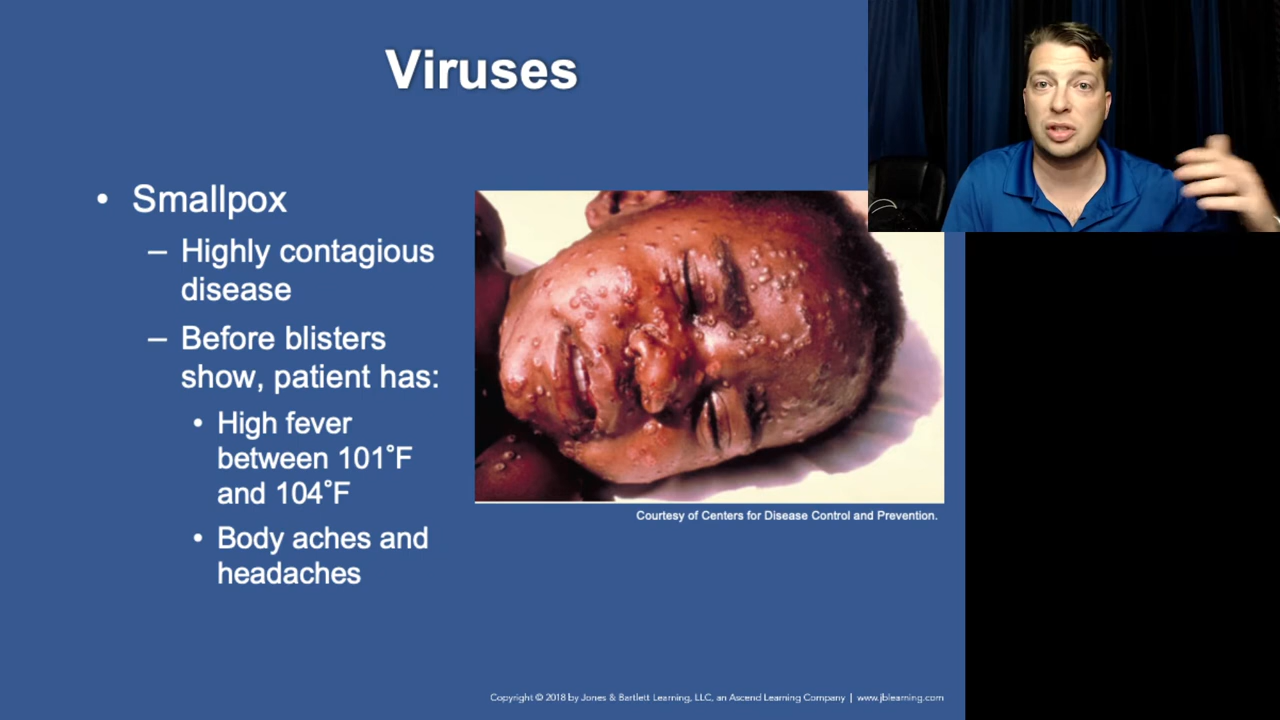 Viruses
• Smallpox
– Highly contagious
disease
– Before blisters
show, patient has:
• High fever
between 101˚F
and 104˚F
• Body aches and
headaches
Courtesy of Centers for Disease Control and Prevention.
Copyright © 2018 by Jones & Bartlett Learning, LLC, an Ascend Learning Company | www.jblearning.com